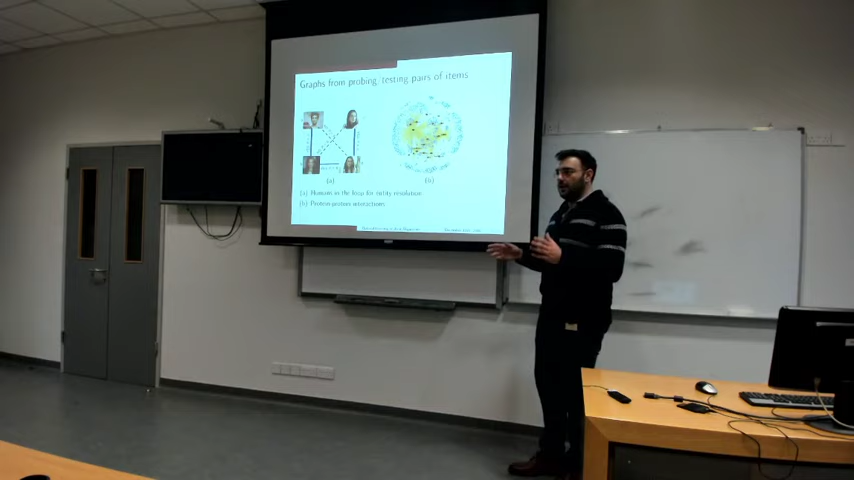 Graphs from probing/testing pairs of items
(a)
(b)
(a) Humans in the loop for entity resolution
(b) Protein-protein interactions